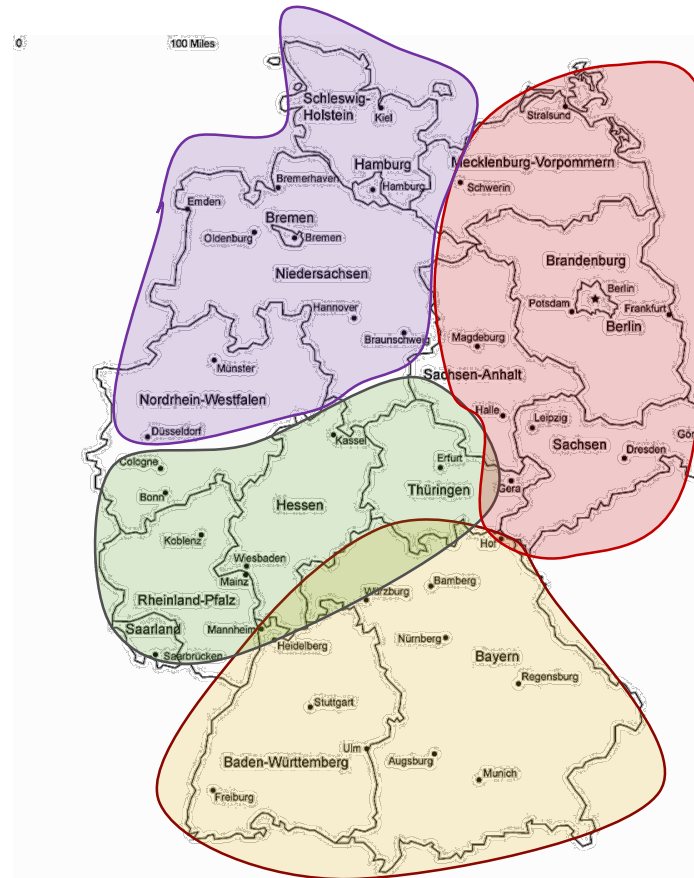 0
100 Miles
Schleswig-
Holstein
Kiel
Stralsund
Hamburg
Mecklenburg-Vorpommern
Bremerhaven
Hamburg
Schwerin
Emden
Bremen
Oldenburg
Bremen
Brandenburg
Niedersachsen
Berlin
Hannover
Potsdam
Frankfurt
Berlin
Braunschweig
Magdeburg
Münster
Sachsen-Anhalt
Nordrhein-Westfalen
Halle
Leipzig
Düsseldorf
Kassel
Sachsen
Dresden
Gör
Cologne
Erfurt
Thüringen
Gera
Bonn
Hessen
Koblenz
Hof
Wiesbaden
Mainz
Bamberg
Würzburg
Rheinland-Pfalz
Saarland
Mannheim
Nürnberg
Heidelberg
Saarbrücken
Bayern
Regensburg
Stuttgart
Ulm
Baden-Württemberg
Augsburg
Munich
Freiburg